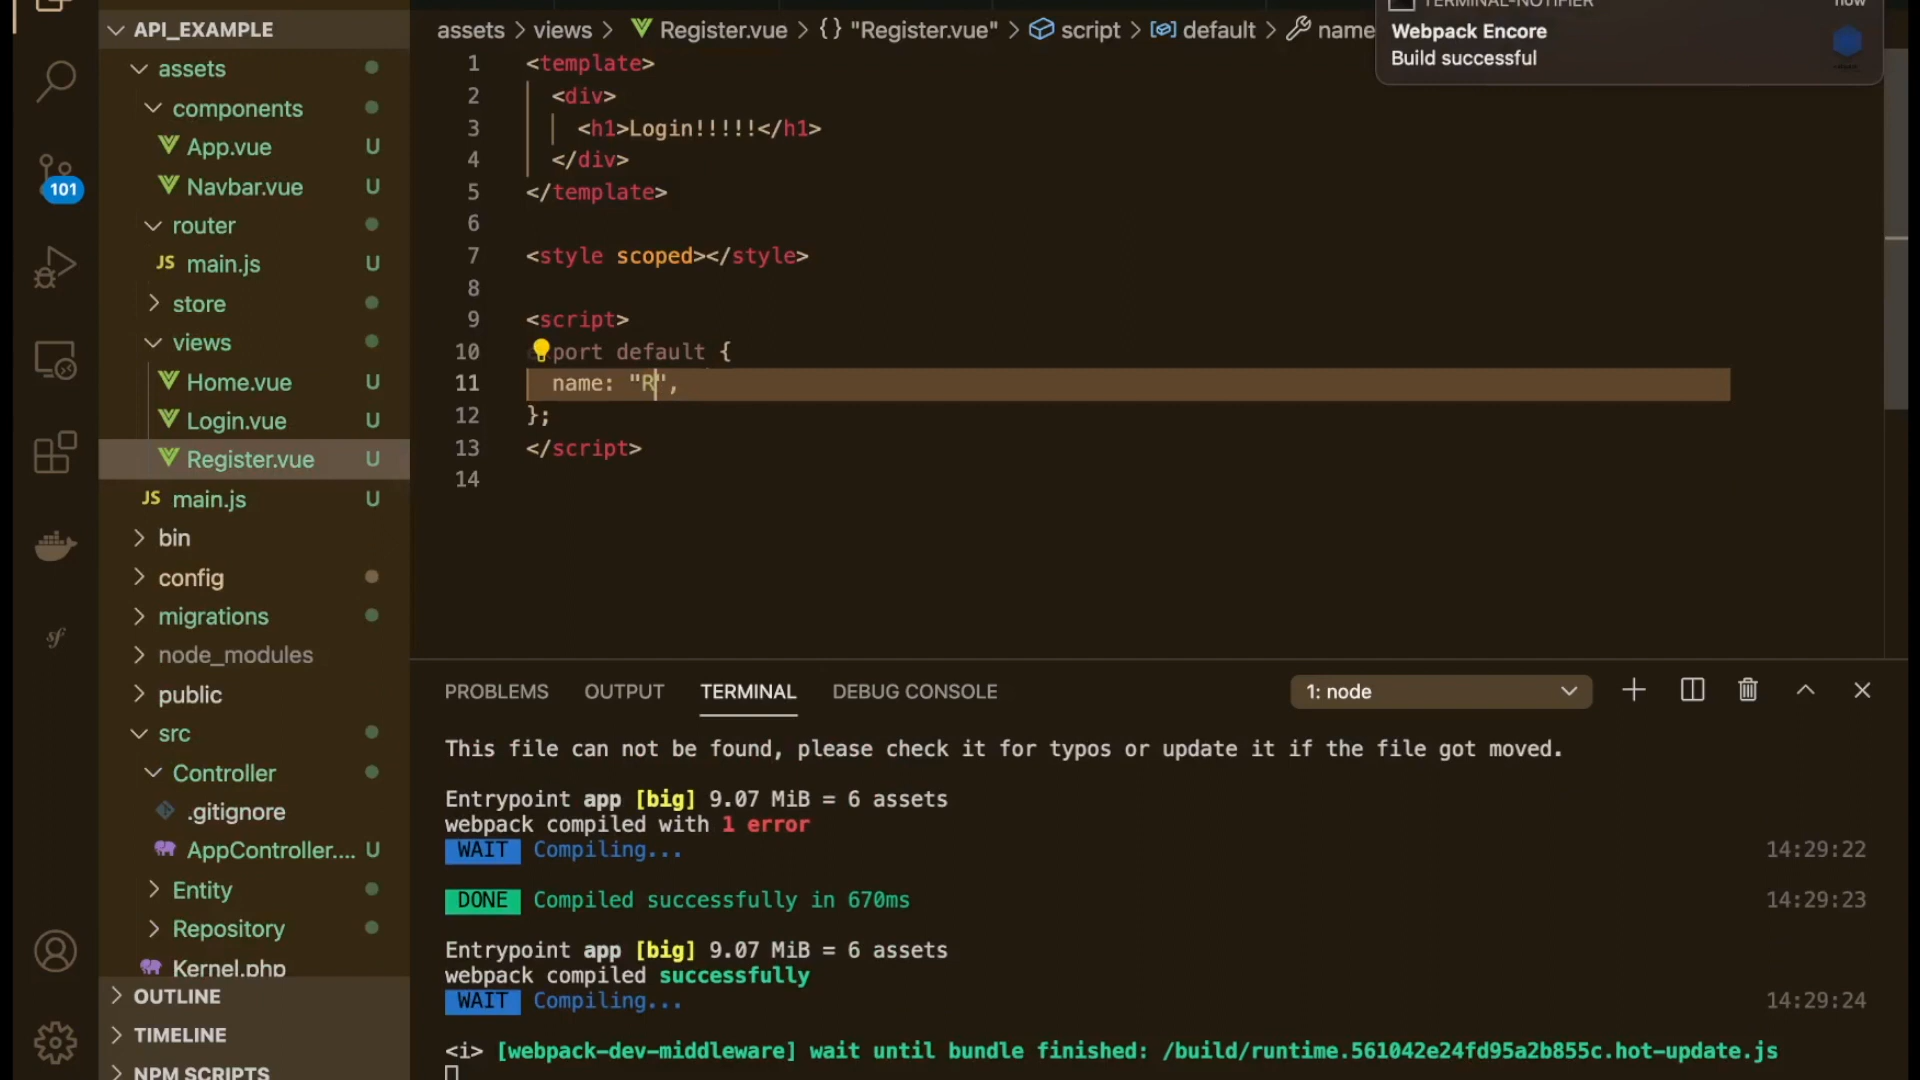 API_EXAMPLE
assets
components
App.vue U
Navbar.vue U
router
JS main.js U
store
views
Home.vue U
Login.vue U
Register.vue U
JS main.js U
bin
config
migrations
node_modules
public
src
Controller
.gitignore
AppController.... U
Entity
Repository
Kernel.php
OUTLINE
TIMELINE
NPM SCRIPTS
101
sf
assets > views > Register.vue > {} "Register.vue" > script > default > name
TERMINAL-NOTIFIER now
Webpack Encore
Build successful
1 <template>
2 <div>
3 <h1>Login!!!!!</h1>
4 </div>
5 </template>
6
7 <style scoped></style>
8
9 <script>
10 port default {
11 name: "R",
12 };
13 </script>
14
PROBLEMS OUTPUT TERMINAL DEBUG CONSOLE 1: node
This file can not be found, please check it for typos or update it if the file got moved.
Entrypoint app [big] 9.07 MiB = 6 assets
webpack compiled with 1 error
WAIT Compiling... 14:29:22
DONE Compiled successfully in 670ms 14:29:23
Entrypoint app [big] 9.07 MiB = 6 assets
webpack compiled successfully
WAIT Compiling... 14:29:24
<i> [webpack-dev-middleware] wait until bundle finished: /build/runtime.561042e24fd95a2b855c.hot-update.js